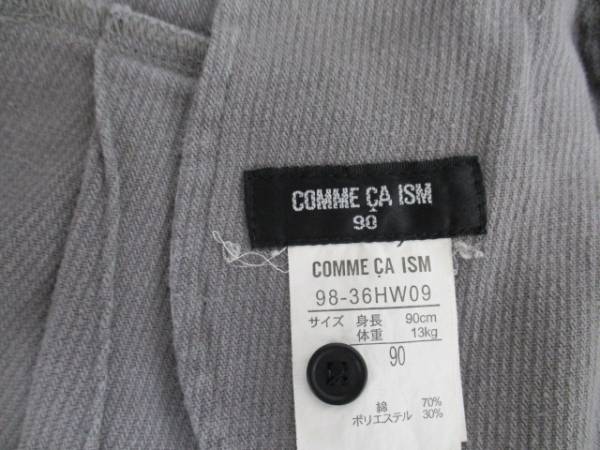 COMME ÇA ISM
90
COMME ÇA ISM
98-36HW09
サイズ 身長 90cm
体重 13kg
90
綿 70%
ポリエステル 30%